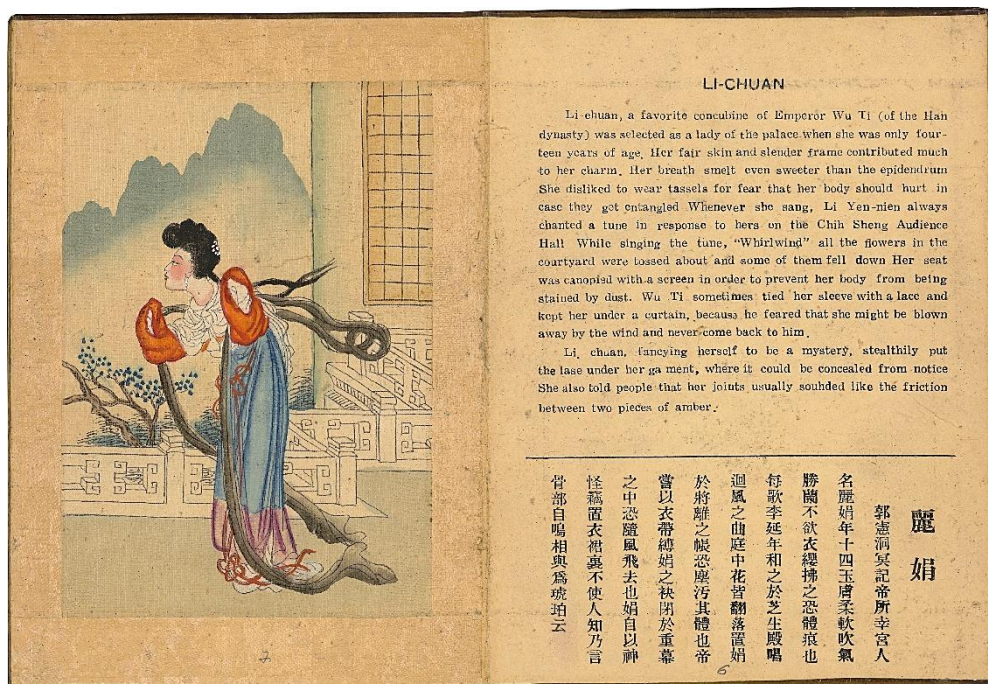 LI-CHUAN
Li-chuan, a favorite concubine of Emperor Wu Ti (of the Han
dynasty) was selected as a lady of the palace when she was only four-
teen years of age. Her fair skin and slender frame contributed much
to her charm. Her breath smelt even sweeter than the epidendrum
She disliked to wear tassels for fear that her body should hurt in
case they got entangled Whenever she sang, Li Yen-nien always
chanted a tune in response to hers on the Chih Sheng Audience
Hall While singing the tune, "Whirlwind" all the flowers in the
courtyard were tossed about and some of them fell down Her seat
was canopied with a screen in order to prevent her body from being
stained by dust. Wu Ti sometimes tied her sleeve with a lace and
kept her under a curtain, because he feared that she might be blown
away by the wind and never come back to him.
Li, chuan, fancying herself to be a mystery, stealthily put
the lase under her ga ment, where it could be concealed from notice
She also told people that her joints usually souhded like the friction
between two pieces of amber.
麗娟
郭憲洞冥記帝所幸宮人
名麗娟年十四玉膚柔軟吹氣
勝蘭不欲衣纓拂之恐體痕也
每歌李延年和之於芝生殿唱
迴風之曲庭中花皆翻落置娟
於將離之帳恐塵汚其體也帝
嘗以衣帶縛娟之袂閉於重幕
之中恐隨風飛去也娟自以神
怪竊置衣裙裏不使人知乃言
骨節自鳴相與爲琥珀云
7
6